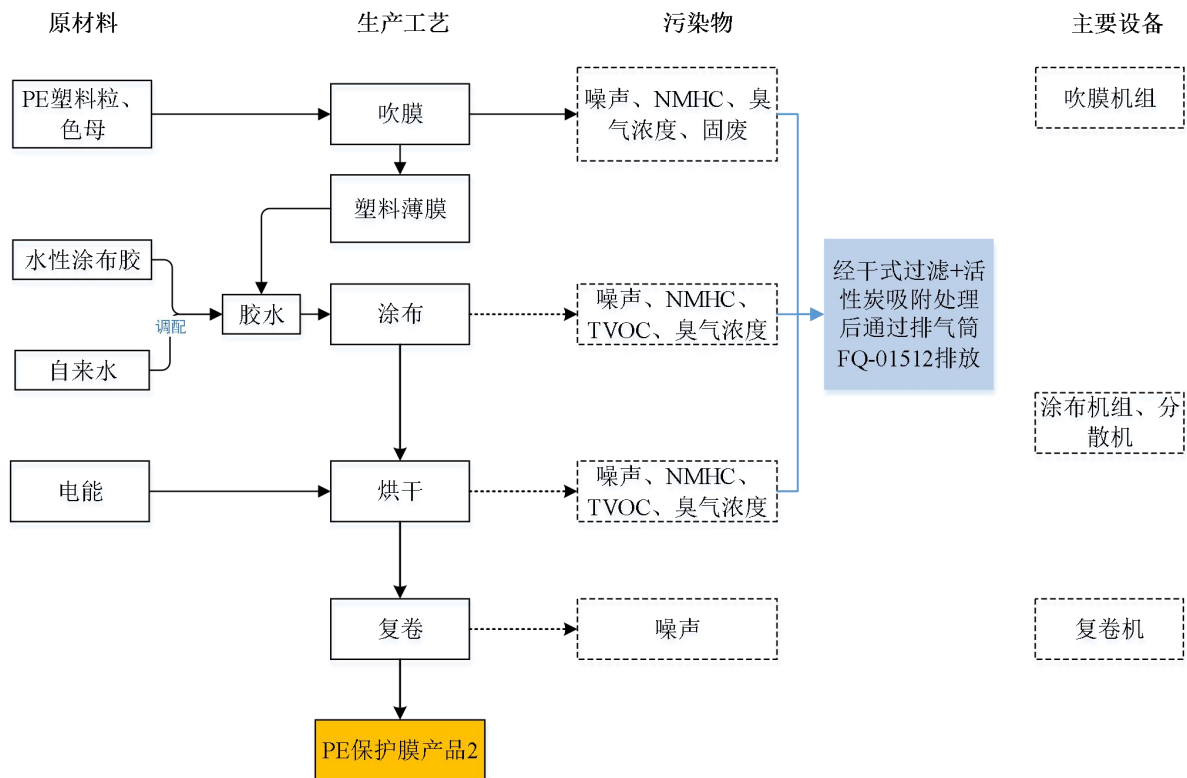 原材料
生产工艺
污染物
主要设备
PE塑料粒、
色母
吹膜
噪声、NMHC、臭
气浓度、固废
吹膜机组
塑料薄膜
水性涂布胶
调配
自来水
胶水
涂布
噪声、NMHC、
TVOC、臭气浓度
经干式过滤+活
性炭吸附处理
后通过排气筒
FQ-01512排放
涂布机组、分
散机
电能
烘干
噪声、NMHC、
TVOC、臭气浓度
复卷
噪声
复卷机
PE保护膜产品2